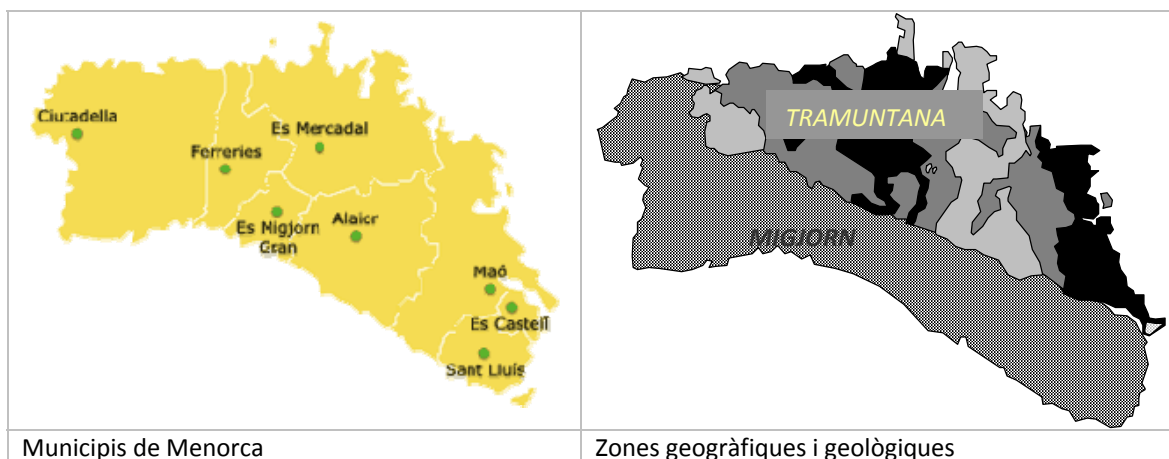 Ciutadella
Es Mercadal
Ferreries
Es Migjorn
Gran
Alaior
Maó
Es Castell
Sant Lluís
TRAMUNTANA
MIGJORN
Municipis de Menorca
Zones geogràfiques i geològiques